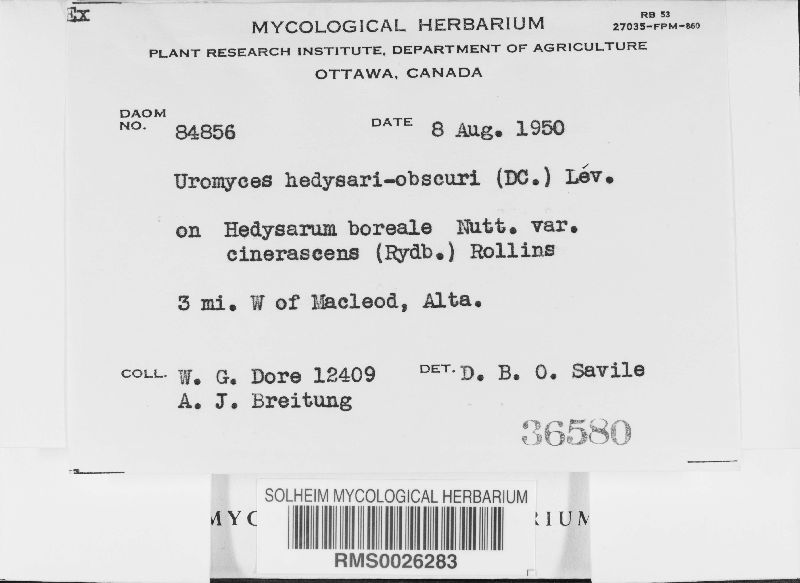 Ex
RB 53
27035-FPM-860
MYCOLOGICAL HERBARIUM
PLANT RESEARCH INSTITUTE, DEPARTMENT OF AGRICULTURE
OTTAWA, CANADA
DAOM NO. 84856 DATE 8 Aug. 1950
Uromyces hedysari-obscuri (DC.) Lév.
on Hedysarum boreale Nutt. var.
cinerascens (Rydb.) Rollins
3 mi. W of Macleod, Alta.
COLL. W. G. Dore 12409 DET. D. B. O. Savile
A. J. Breitung
36580
SOLHEIM MYCOLOGICAL HERBARIUM
MYC RIUM
RMS0026283